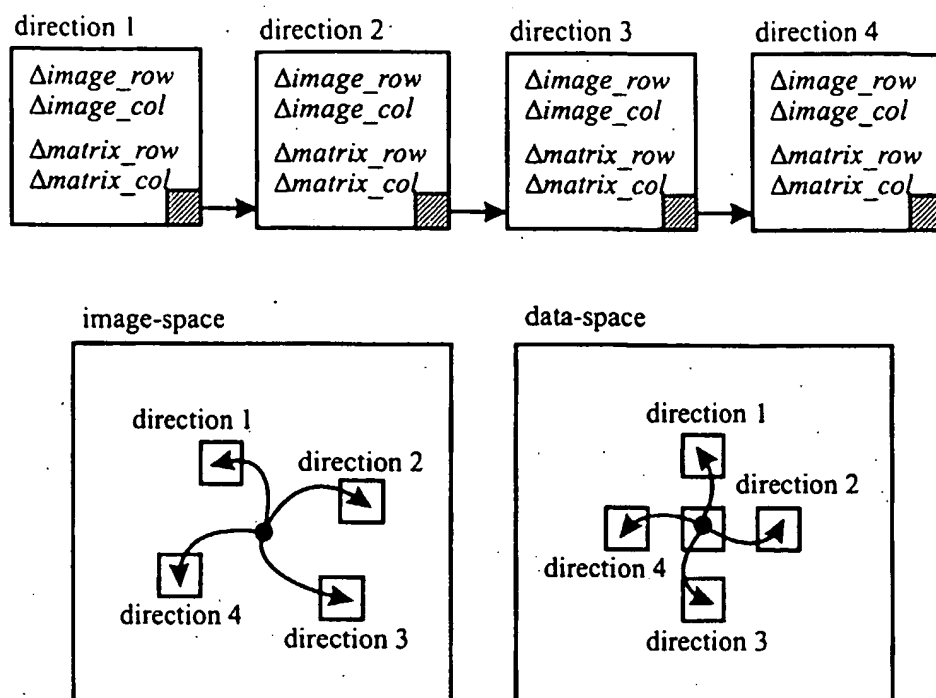 direction 1
Δimage_row
Δimage_col
Δmatrix_row
Δmatrix_col
direction 2
Δimage_row
Δimage_col
Δmatrix_row
Δmatrix_col
direction 3
Δimage_row
Δimage_col
Δmatrix_row
Δmatrix_col
direction 4
Δimage_row
Δimage_col
Δmatrix_row
Δmatrix_col
image-space
direction 1
direction 2
direction 4
direction 3
data-space
direction 1
direction 2
direction 4
direction 3